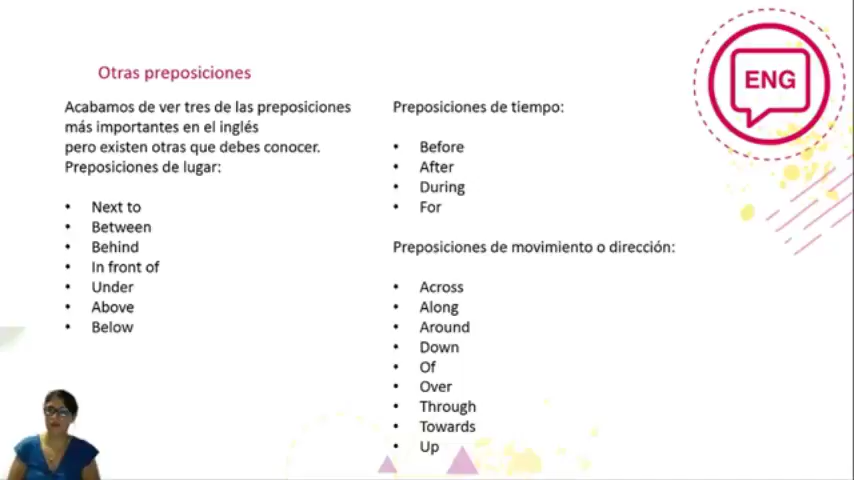 Otras preposiciones
Acabamos de ver tres de las preposiciones
más importantes en el inglés
pero existen otras que debes conocer.
Preposiciones de lugar:
• Next to
• Between
• Behind
• In front of
• Under
• Above
• Below
Preposiciones de tiempo:
• Before
• After
• During
• For
Preposiciones de movimiento o dirección:
• Across
• Along
• Around
• Down
• Of
• Over
• Through
• Towards
• Up
ENG